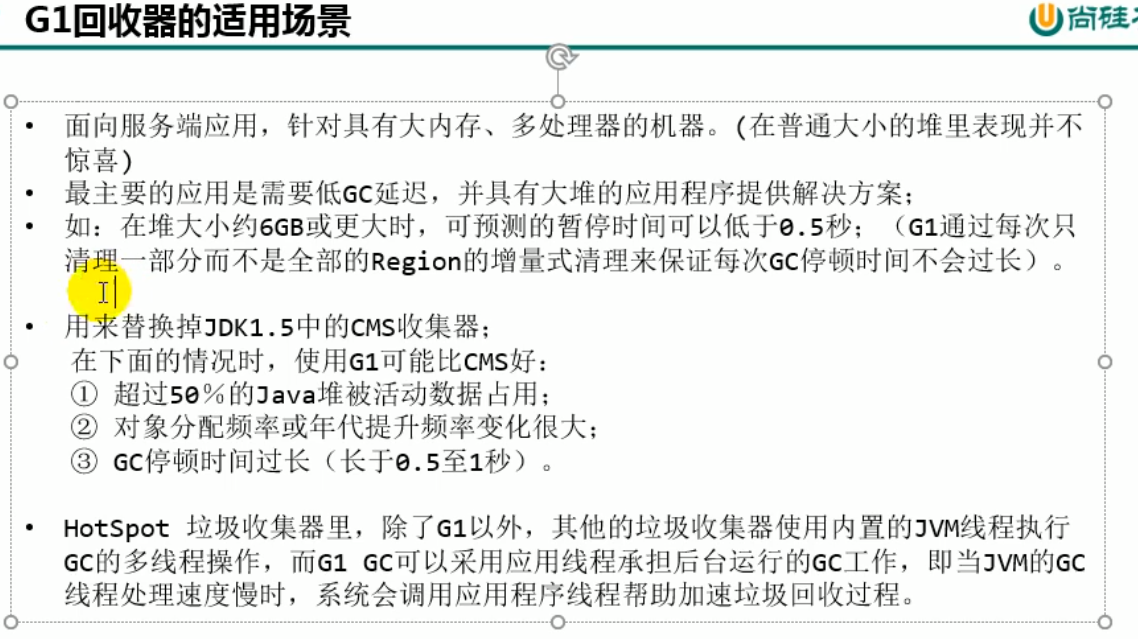 G1回收器的适用场景
尚硅
• 面向服务端应用，针对具有大内存、多处理器的机器。(在普通大小的堆里表现并不
惊喜)
• 最主要的应用是需要低GC延迟，并具有大堆的应用程序提供解决方案；
• 如：在堆大小约6GB或更大时，可预测的暂停时间可以低于0.5秒；（G1通过每次只
清理一部分而不是全部的Region的增量式清理来保证每次GC停顿时间不会过长）。
• 用来替换掉JDK1.5中的CMS收集器；
在下面的情况时，使用G1可能比CMS好：
① 超过50％的Java堆被活动数据占用；
② 对象分配频率或年代提升频率变化很大；
③ GC停顿时间过长（长于0.5至1秒）。
• HotSpot 垃圾收集器里，除了G1以外，其他的垃圾收集器使用内置的JVM线程执行
GC的多线程操作，而G1 GC可以采用应用线程承担后台运行的GC工作，即当JVM的GC
线程处理速度慢时，系统会调用应用程序线程帮助加速垃圾回收过程。